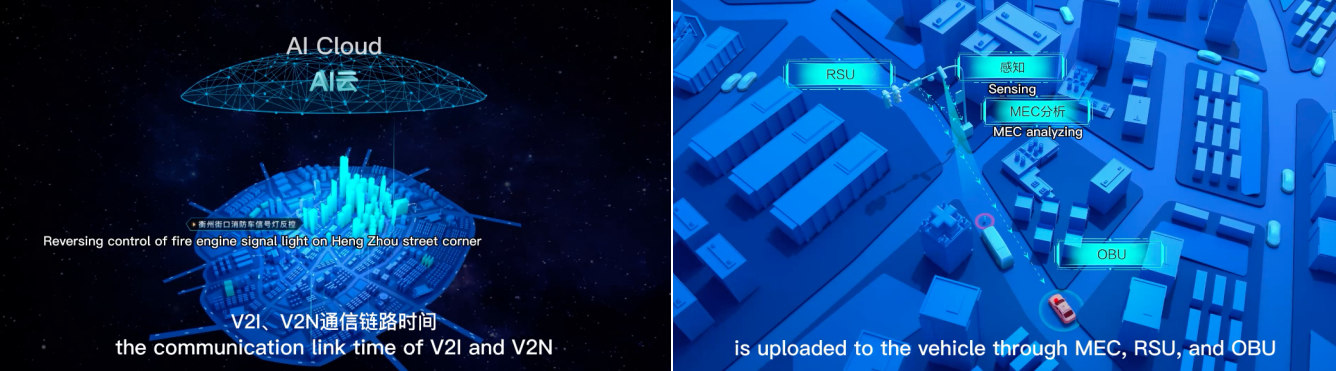 AI Cloud
AI云
衡州街口消防车信号灯反控
Reversing control of fire engine signal light on Heng Zhou street corner
V2I、V2N通信链路时间
the communication link time of V2I and V2N
RSU
感知
Sensing
MEC分析
MEC analyzing
OBU
is uploaded to the vehicle through MEC, RSU, and OBU